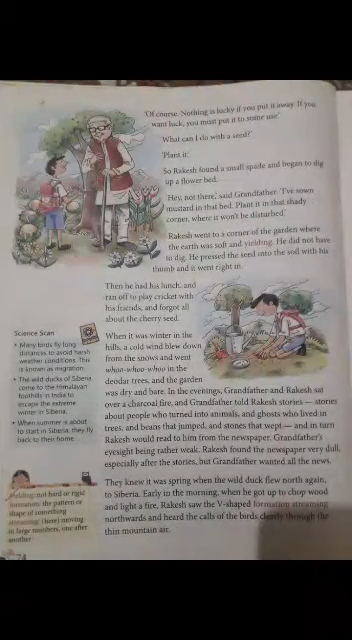 'Of course. Nothing is lucky if you put it away. If you
want luck, you must put it to some use.'
'What can I do with a seed?'
'Plant it.'
So Rakesh found a small spade and began to dig
up a flower bed.
'Hey, not there,' said Grandfather. 'I've sown
mustard in that bed. Plant it in that shady
corner, where it won't be disturbed.'
Rakesh went to a corner of the garden where
the earth was soft and yielding. He did not have
to dig. He pressed the seed into the soil with his
thumb and it went right in.
Then he had his lunch, and
ran off to play cricket with
his friends, and forgot all
about the cherry seed.
When it was winter in the
hills, a cold wind blew down
from the snows and went
whoo-whoo-whoo in the
deodar trees, and the garden
was dry and bare. In the evenings, Grandfather and Rakesh sat
over a charcoal fire, and Grandfather told Rakesh stories — stories
about people who turned into animals, and ghosts who lived in
trees, and beans that jumped, and stones that wept — and in turn
Rakesh would read to him from the newspaper, Grandfather's
eyesight being rather weak. Rakesh found the newspaper very dull,
especially after the stories, but Grandfather wanted all the news.
They knew it was spring when the wild duck flew north again,
to Siberia. Early in the morning, when he got up to chop wood
and light a fire, Rakesh saw the V-shaped formation streaming
northwards and heard the calls of the birds clearly through the
thin mountain air.
Science Scan
• Many birds fly long
distances to avoid harsh
weather conditions. This
is known as migration.
• The wild ducks of Siberia
come to the Himalayan
foothills in India to
escape the extreme
winter in Siberia.
• When summer is about
to start in Siberia, they fly
back to their home.
yielding: not hard or rigid
formation: the pattern or
shape of something
streaming: (here) moving
in large numbers, one after
another
74